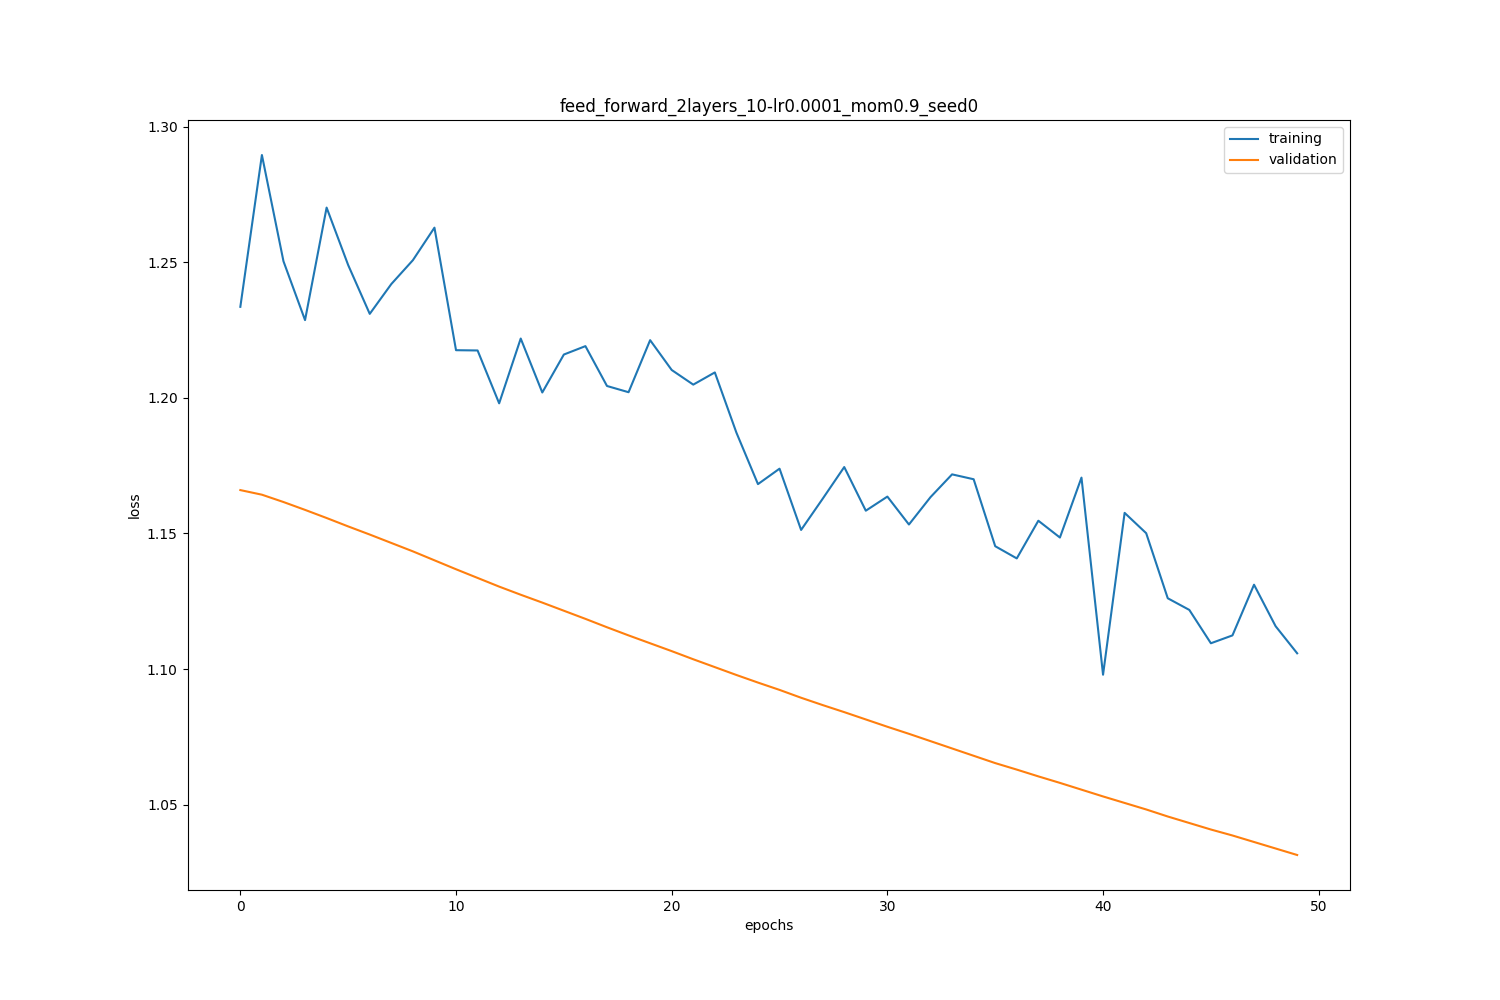 feed_forward_2layers_10-lr0.0001_mom0.9_seed0
training
validation
1.30
1.25
1.20
1.15
1.10
1.05
loss
0 10 20 30 40 50
epochs